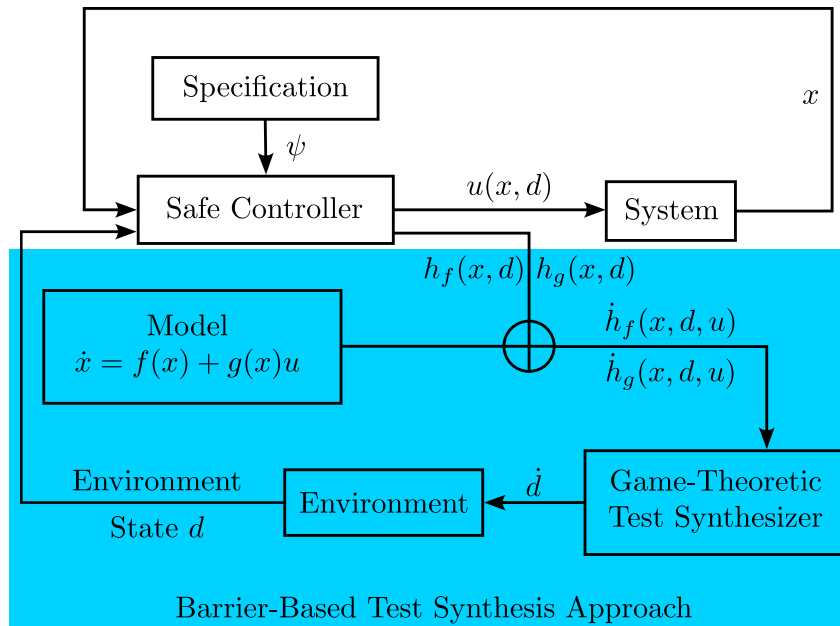 Specification
x
ψ
Safe Controller
u(x, d)
System
h_f(x, d)
h_g(x, d)
Model
ẋ = f(x) + g(x)u
ḣ_f(x, d, u)
ḣ_g(x, d, u)
Environment
State d
Environment
ḋ
Game-Theoretic
Test Synthesizer
Barrier-Based Test Synthesis Approach